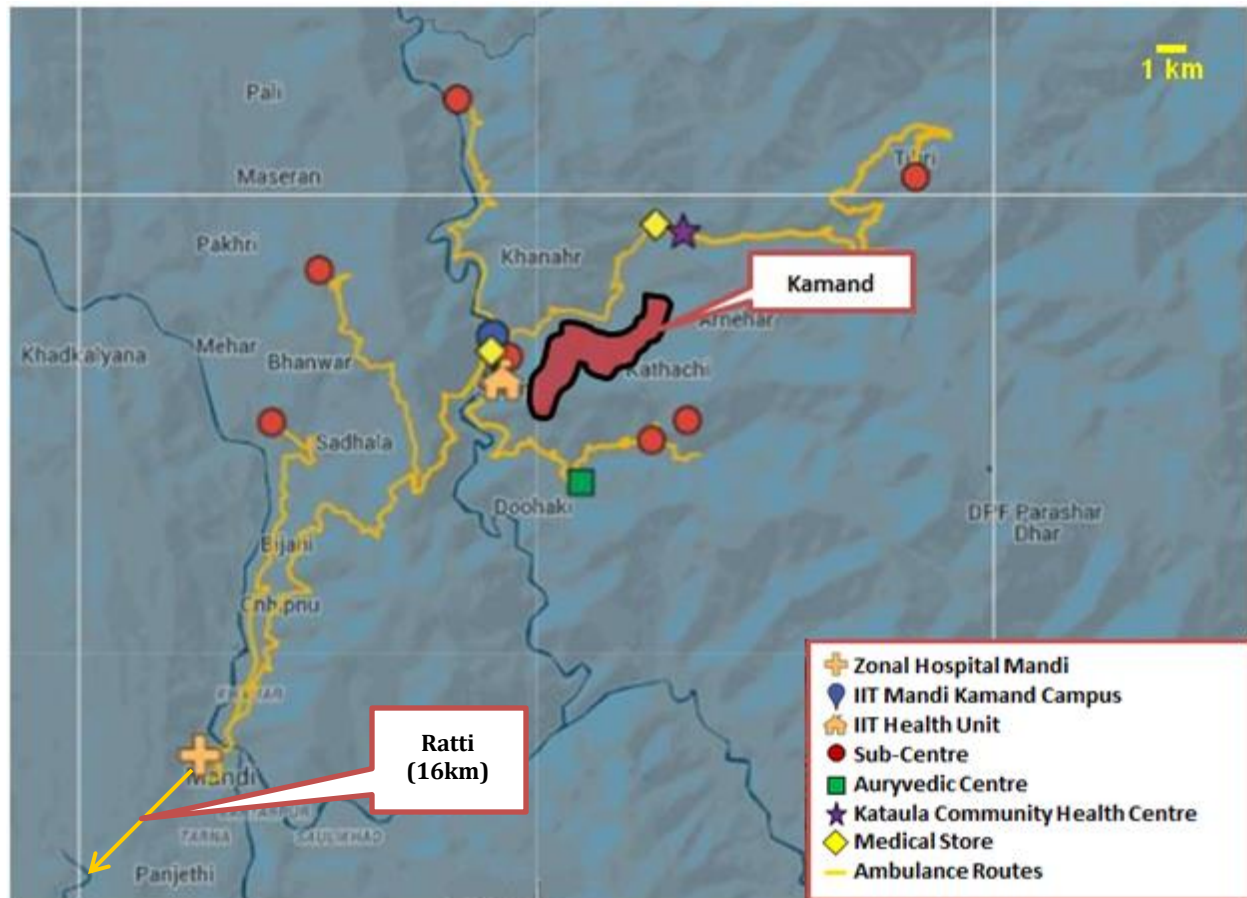 Pali
1 km
Tihri
Maseran
Pakhri
Khanahr
Kamand
Arnehar
Mehar
Khadkalyana
Bhanwar
Kathachi
Sadhala
Doohaki
DPF Parashar
Dhar
Bijani
Chhipnu
Zonal Hospital Mandi
IIT Mandi Kamand Campus
IIT Health Unit
Sub-Centre
Auryvedic Centre
Kataula Community Health Centre
Medical Store
Ambulance Routes
Ratti
(16km)
Mandi
TARNA
Panjethi